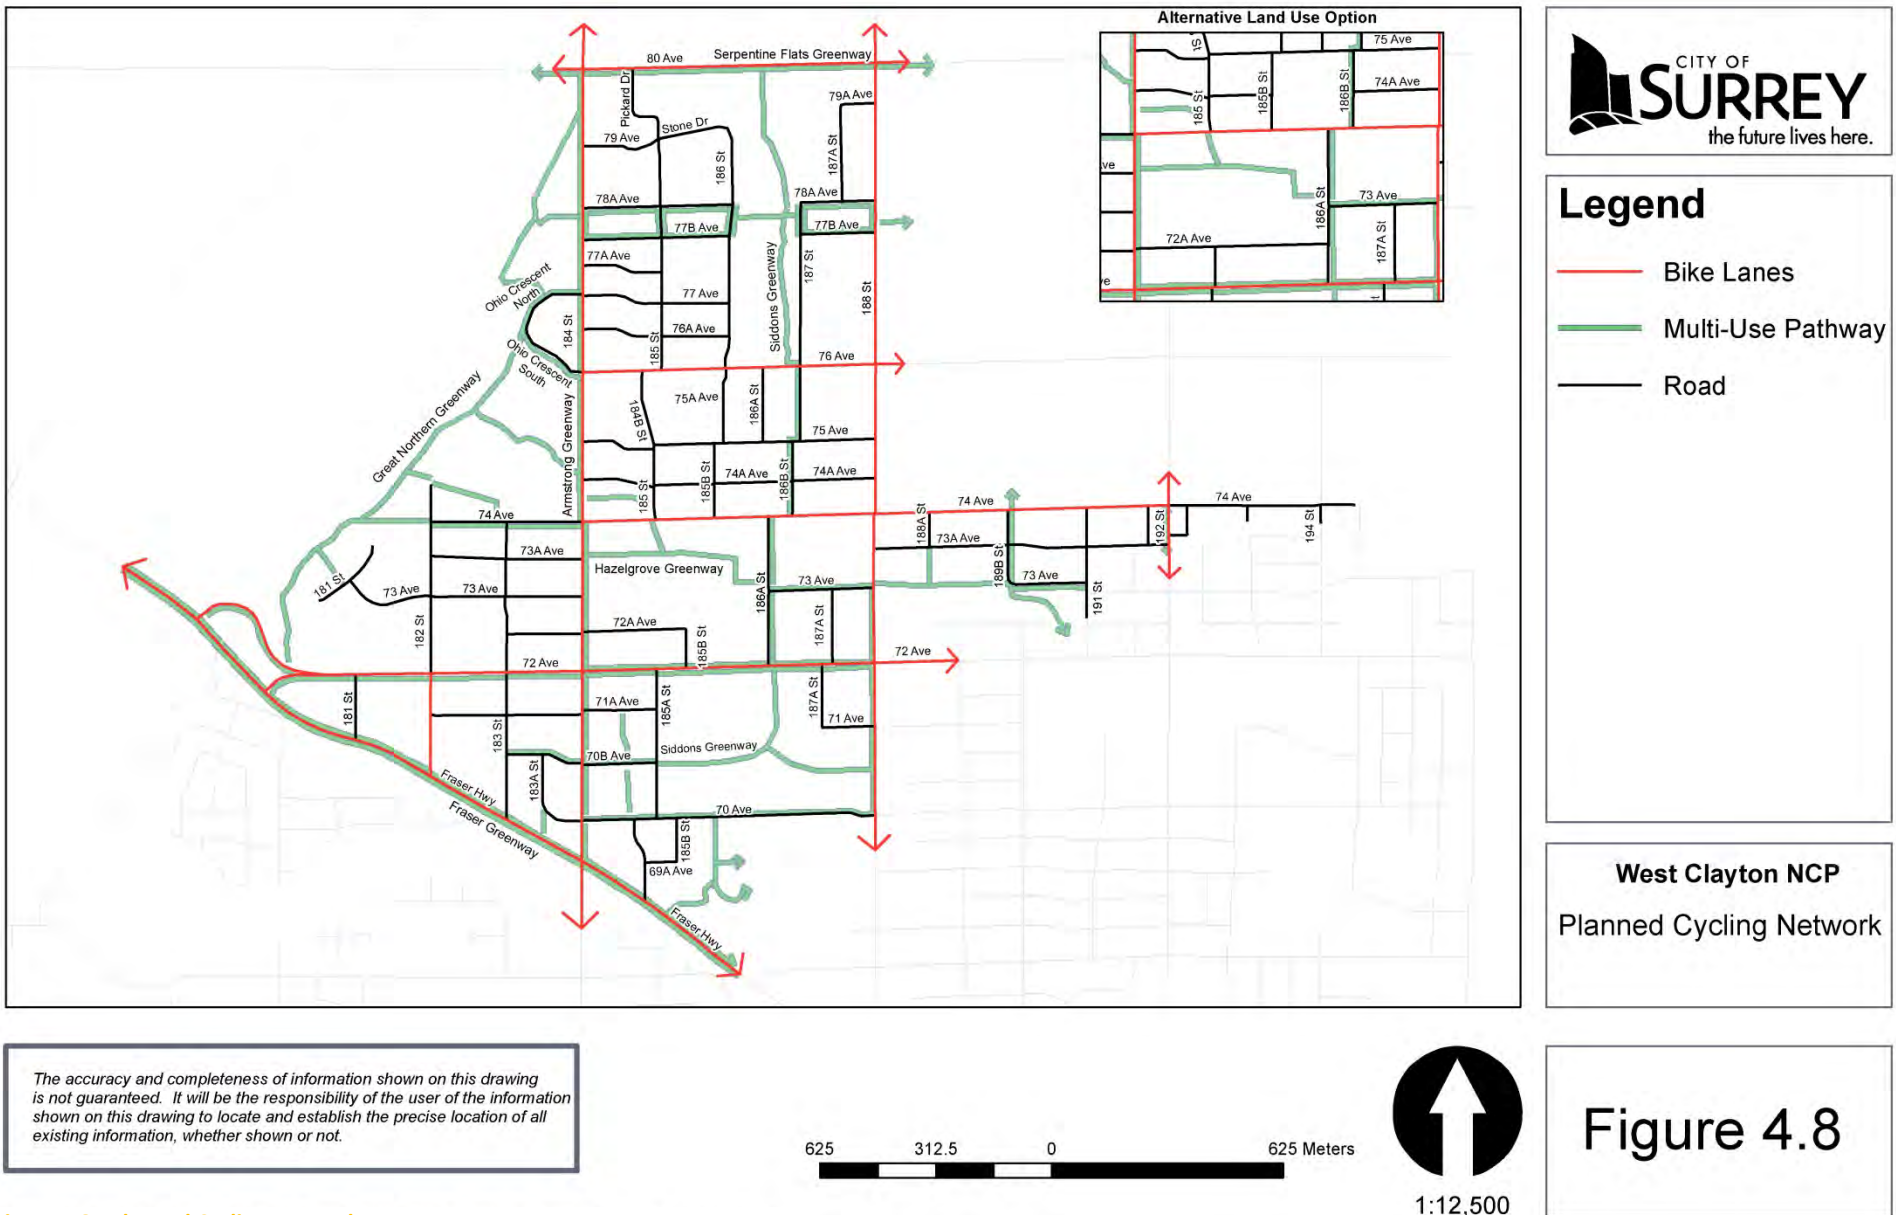 Alternative Land Use Option
75 Ave
St
74A Ave
185 St
185B St
186B St
ve
73 Ave
186A St
187A St
72A Ave
ve
t
CITY OF
SURREY
the future lives here.
Legend
Bike Lanes
Multi-Use Pathway
Road
West Clayton NCP
Planned Cycling Network
Figure 4.8
80 Ave
Serpentine Flats Greenway
Pickard Dr
79A Ave
Stone Dr
79 Ave
186 St
187A St
78A Ave
78A Ave
77B Ave
77B Ave
77A Ave
Siddons Greenway
187 St
Ohio Crescent
North
77 Ave
188 St
184 St
76A Ave
185 St
Ohio Crescent
South
76 Ave
Great Northern Greenway
Armstrong Greenway
184B St
75A Ave
186A St
75 Ave
185 St
185B St
74A Ave
186B St
74A Ave
74 Ave
74 Ave
74 Ave
188A St
192 St
194 St
73A Ave
73A Ave
Hazelgrove Greenway
189B St
181 St
73 Ave
73 Ave
186A St
73 Ave
73 Ave
191 St
182 St
72A Ave
185B St
187A St
72 Ave
72 Ave
181 St
183 St
71A Ave
185A St
187A St
71 Ave
70B Ave
Siddons Greenway
183A St
Fraser Hwy
Fraser Greenway
70 Ave
185B St
69A Ave
Fraser Hwy
The accuracy and completeness of information shown on this drawing
is not guaranteed. It will be the responsibility of the user of the information
shown on this drawing to locate and establish the precise location of all
existing information, whether shown or not.
625 312.5 0 625 Meters
1:12,500